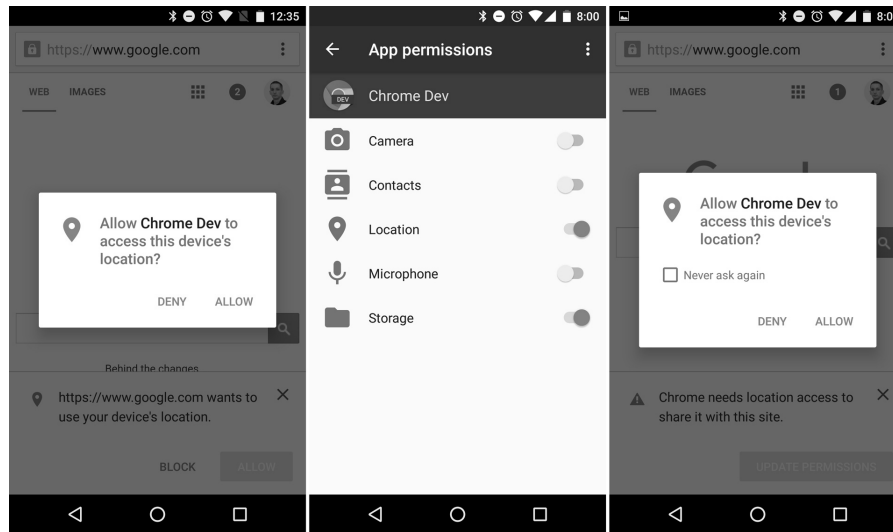 12:35
https://www.google.com
WEB IMAGES 2
Allow Chrome Dev to
access this device's
location?
DENY ALLOW
Behind the changes
https://www.google.com wants to
use your device's location.
BLOCK ALLOW
8:00
App permissions
DEV Chrome Dev
Camera
Contacts
Location
Microphone
Storage
https://www.google.com
WEB IMAGES 1
Allow Chrome Dev to
access this device's
location?
Never ask again
DENY ALLOW
Chrome needs location access to
share it with this site.
UPDATE PERMISSIONS